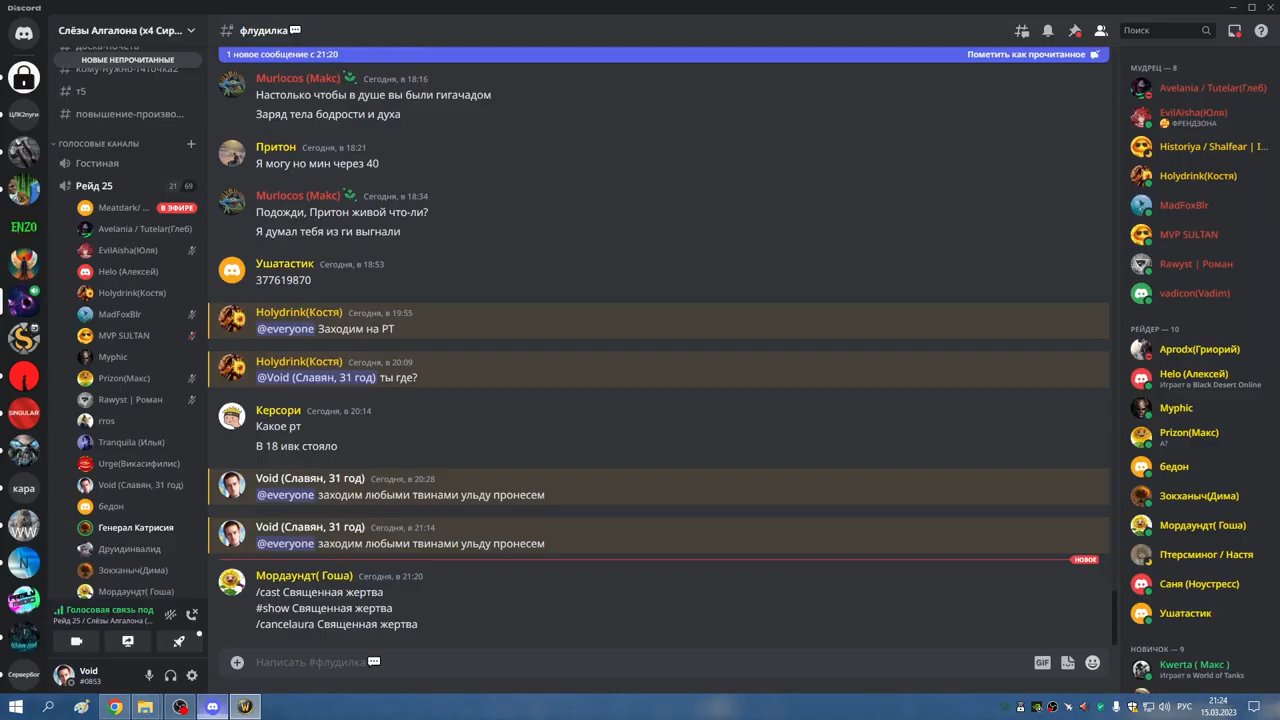 Discord
Слёзы Алгалона (x4 Сир...
НОВЫЕ НЕПРОЧИТАННЫЕ
кому-нужно-t4точка2
т5
повышение-произво...
ГОЛОСОВЫЕ КАНАЛЫ
Гостиная
Рейд 25 21 69
Meatdark/ ... В ЭФИРЕ
Avelania / Tutelar(Глеб)
EvilAisha(Юля)
Helo (Алексей)
Holydrink(Костя)
MadFoxBlr
MVP SULTAN
Myphic
Prizon(Макс)
Rawyst | Роман
rros
Tranquila (Илья)
Urge(Викасифилис)
Void (Славян, 31 год)
бедон
Генерал Катрисия
Друидинвалид
Зокханыч(Дима)
Мордаундт( Гоша)
Голосовая связь под
Рейд 25 / Слёзы Алгалона (...
Void
#0853
ЦЛК2пуги
ENZO
SINGULAR
кара
WW
Сервербог
флудилка
Поиск
1 новое сообщение с 21:20
Пометить как прочитанное
Murlocos (Макс) Сегодня, в 18:16
Настолько чтобы в душе вы были гигачадом
Заряд тела бодрости и духа
Притон Сегодня, в 18:21
Я могу но мин через 40
Murlocos (Макс) Сегодня, в 18:34
Подожди, Притон живой что-ли?
Я думал тебя из ги выгнали
Ушатастик Сегодня, в 18:53
377619870
Holydrink(Костя) Сегодня, в 19:55
@everyone Заходим на РТ
Holydrink(Костя) Сегодня, в 20:09
@Void (Славян, 31 год) ты где?
Керсори Сегодня, в 20:14
Какое рт
В 18 ивк стояло
Void (Славян, 31 год) Сегодня, в 20:28
@everyone заходим любыми твинами ульду пронесем
Void (Славян, 31 год) Сегодня, в 21:14
@everyone заходим любыми твинами ульду пронесем
НОВОЕ
Мордаундт( Гоша) Сегодня, в 21:20
/cast Священная жертва
#show Священная жертва
/cancelaura Священная жертва
Написать #флудилка
GIF
МУДРЕЦ — 8
Avelania / Tutelar(Глеб)
EvilAisha(Юля)
ФРЕНДЗОНА
Historiya / Shalfear | I...
Holydrink(Костя)
MadFoxBlr
MVP SULTAN
Rawyst | Роман
vadicon(Vadim)
РЕЙДЕР — 10
Aprodx(Гриорий)
Helo (Алексей)
Играет в Black Desert Online
Myphic
Prizon(Макс)
А?
бедон
Зокханыч(Дима)
Мордаундт( Гоша)
Птерсминог / Настя
Саня (Ноустресс)
Ушатастик
НОВИЧОК — 9
Kwerta ( Макс )
Играет в World of Tanks
РУС
21:24
15.03.2023